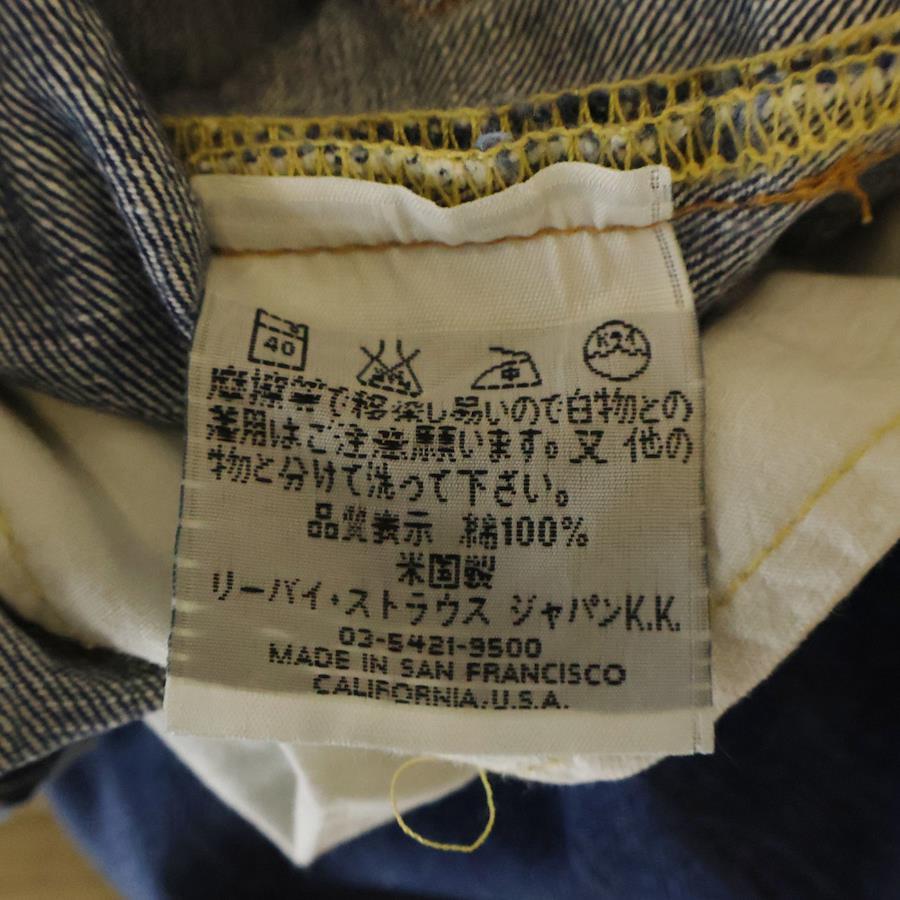 40
中
ドライ
摩擦等で移染し易いので白物との
着用はご注意願います。又 他の
物と分けて洗って下さい。
品質表示 綿100%
米国製
リーバイ・ストラウス ジャパンK.K.
03-5421-9500
MADE IN SAN FRANCISCO
CALIFORNIA,U.S.A.